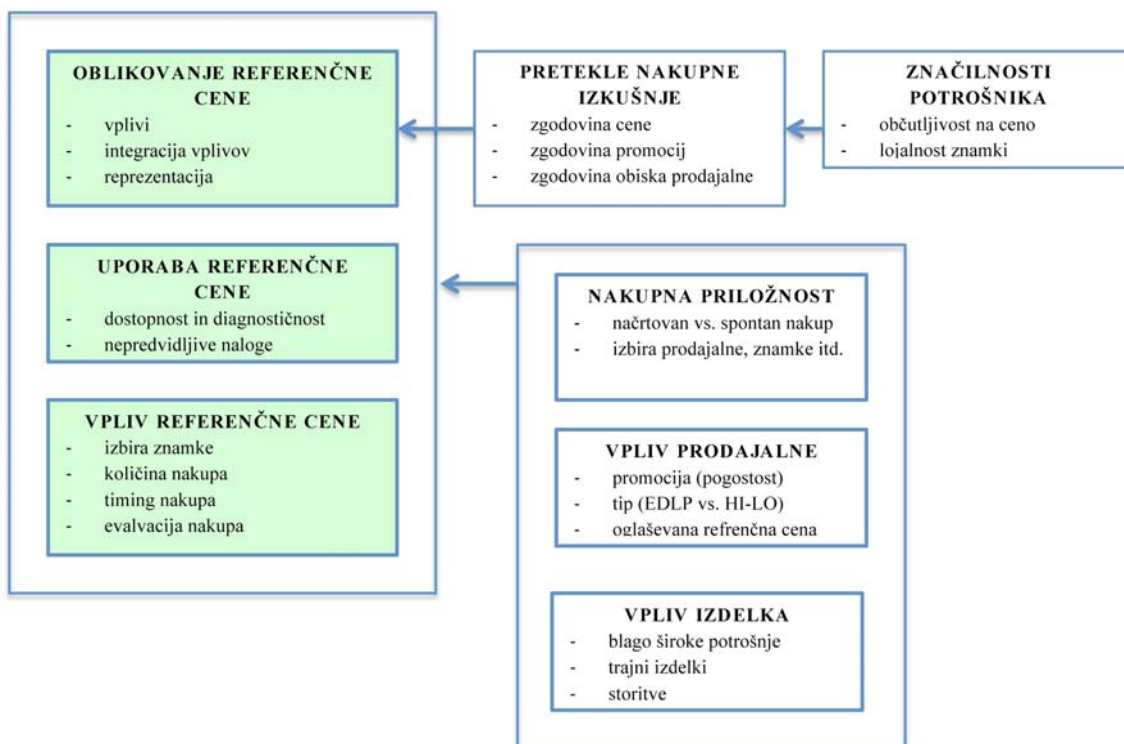 OBLIKOVANJE REFERENČNE
CENE
- vplivi
- integracija vplivov
- reprezentacija
PRETEKLE NAKUPNE
IZKUŠNJE
- zgodovina cene
- zgodovina promocij
- zgodovina obiska prodajalne
ZNAČILNOSTI
POTROŠNIKA
- občutljivost na ceno
- lojalnost znamki
UPORABA REFERENČNE
CENE
- dostopnost in diagnostičnost
- nepredvidljive naloge
VPLIV REFERENČNE CENE
- izbira znamke
- količina nakupa
- timing nakupa
- evalvacija nakupa
NAKUPNA PRILOŽNOST
- načrtovan vs. spontan nakup
- izbira prodajalne, znamke itd.
VPLIV PRODAJALNE
- promocija (pogostost)
- tip (EDLP vs. HI-LO)
- oglaševana refrenčna cena
VPLIV IZDELKA
- blago široke potrošnje
- trajni izdelki
- storitve